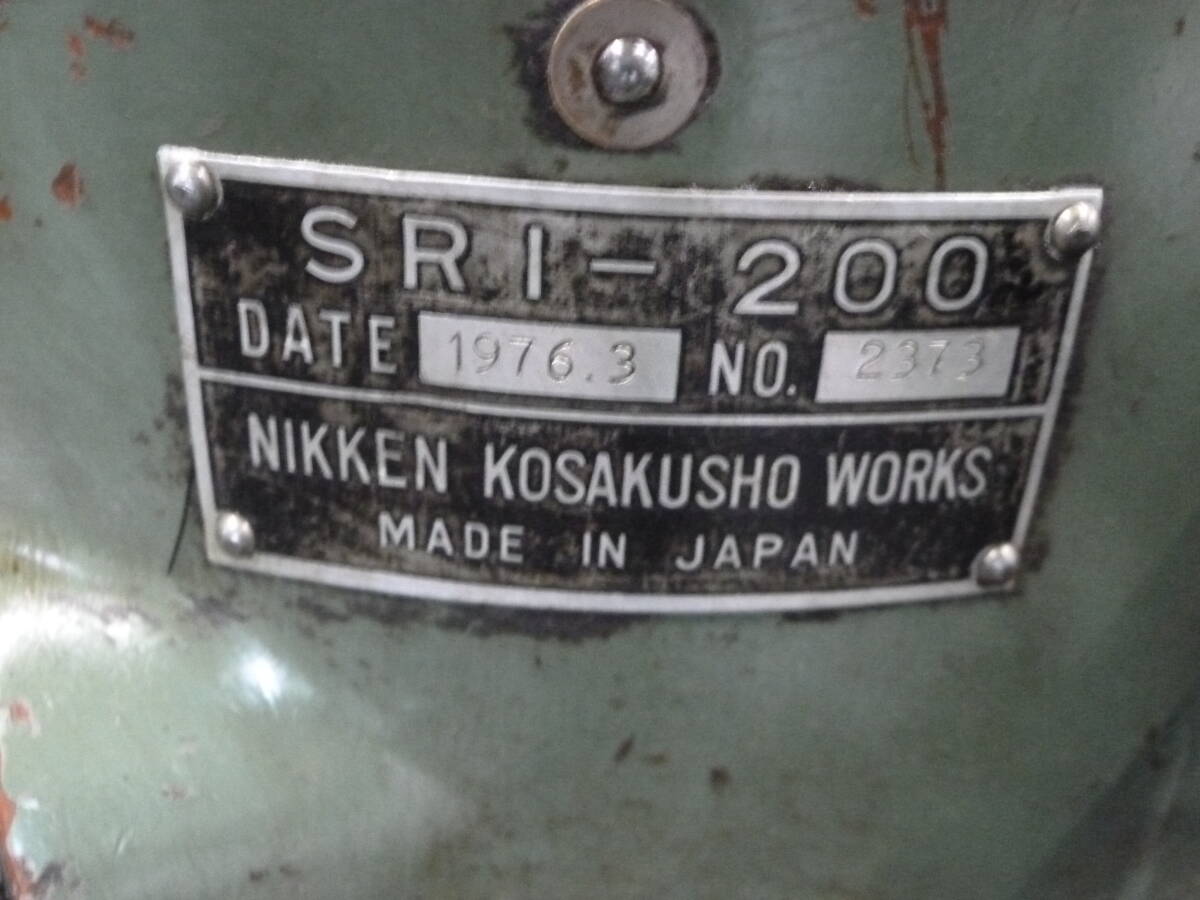 SRI-200
DATE 1976.3 NO. 2373
NIKKEN KOSAKUSHO WORKS
MADE IN JAPAN